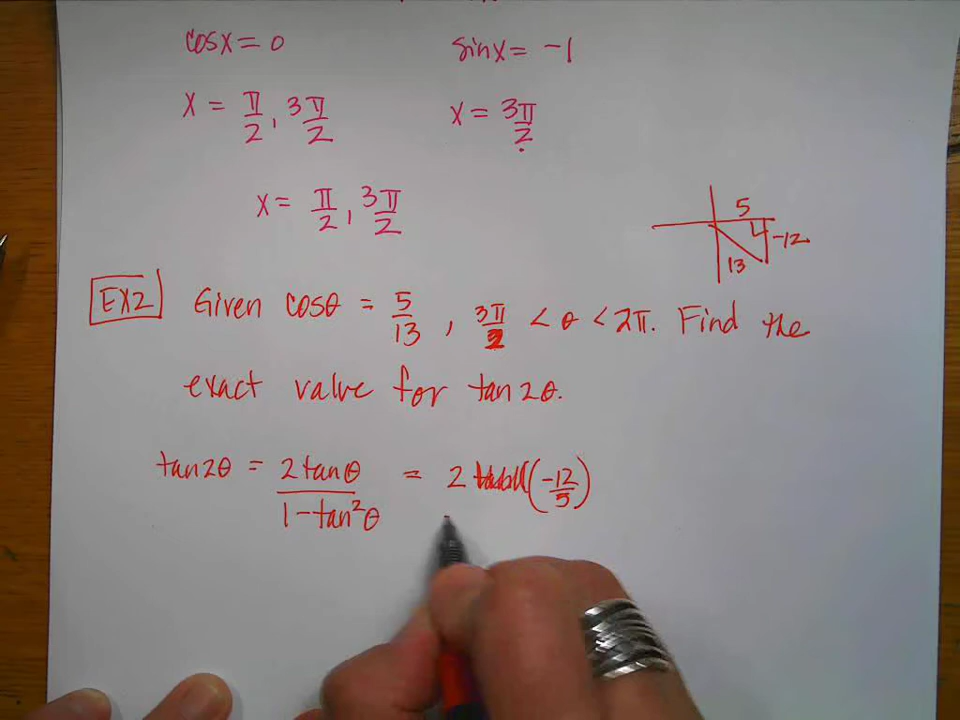 cosx = 0 sinx = -1
x = π/2, 3π/2 x = 3π/2
x = π/2, 3π/2
5
-12
13
EX2 Given cosθ = 5/13, 3π/2 < θ < 2π. Find the
exact value for tan2θ.
tan2θ = 2tanθ/1-tan²θ = 2 (-12/5)